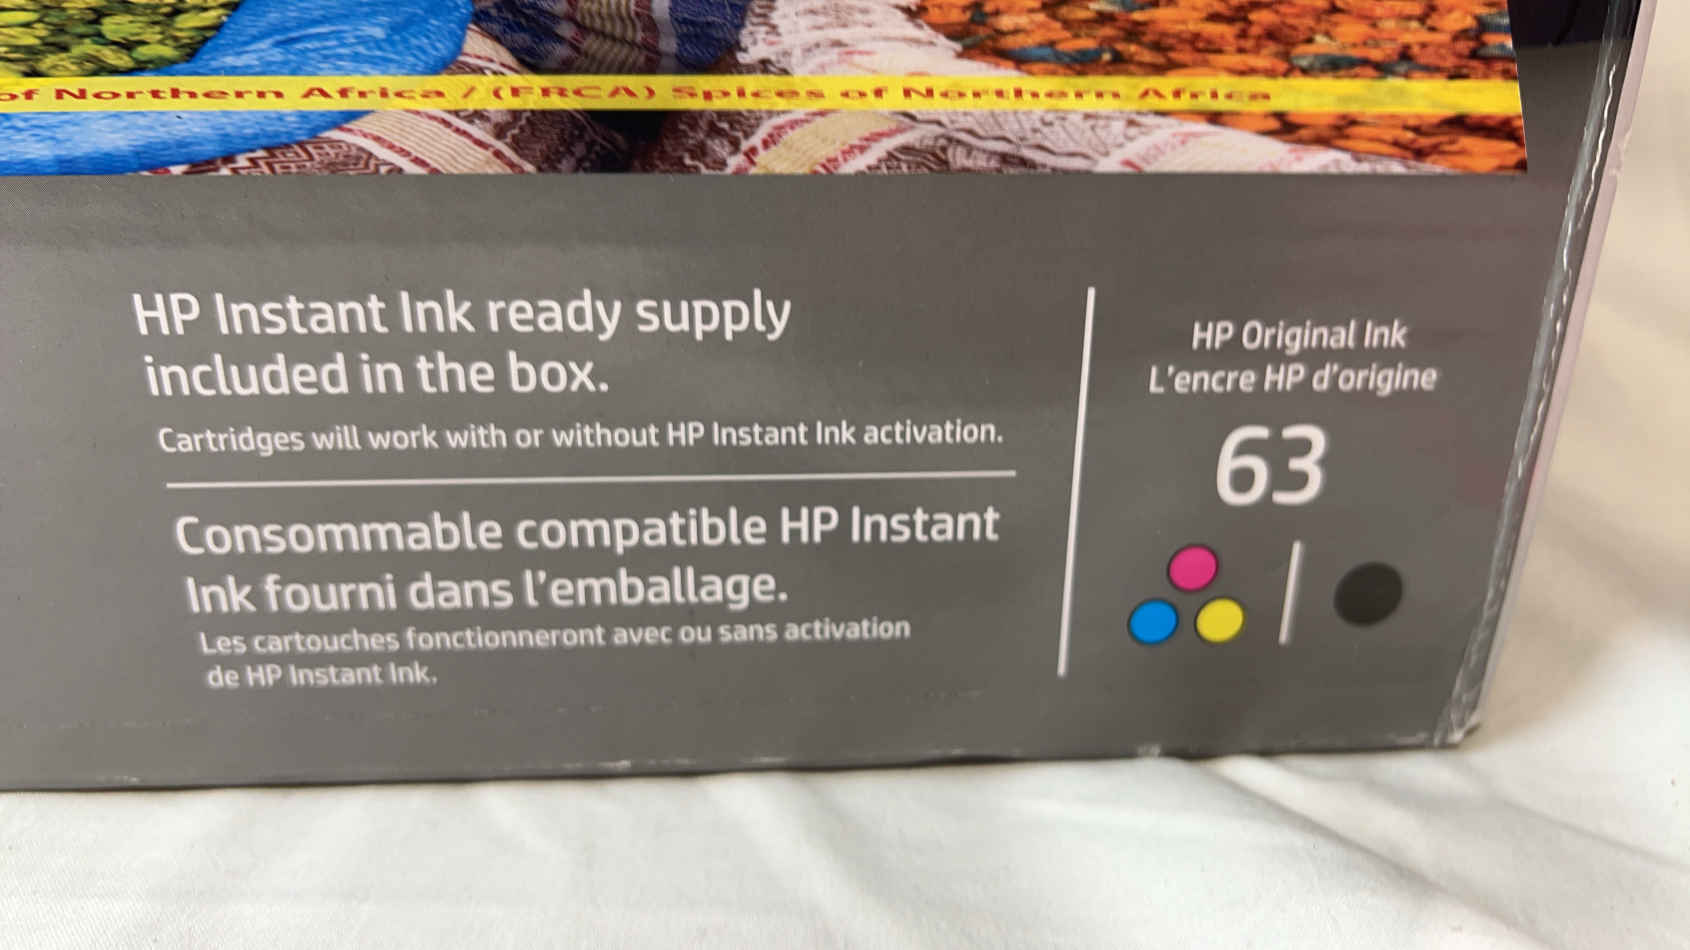 of Northern Africa / (FRCA) Spices of Northern Africa
HP Instant Ink ready supply
included in the box.
Cartridges will work with or without HP Instant Ink activation.
Consommable compatible HP Instant
Ink fourni dans l'emballage.
Les cartouches fonctionneront avec ou sans activation
de HP Instant Ink.
HP Original Ink
L'encre HP d'origine
63